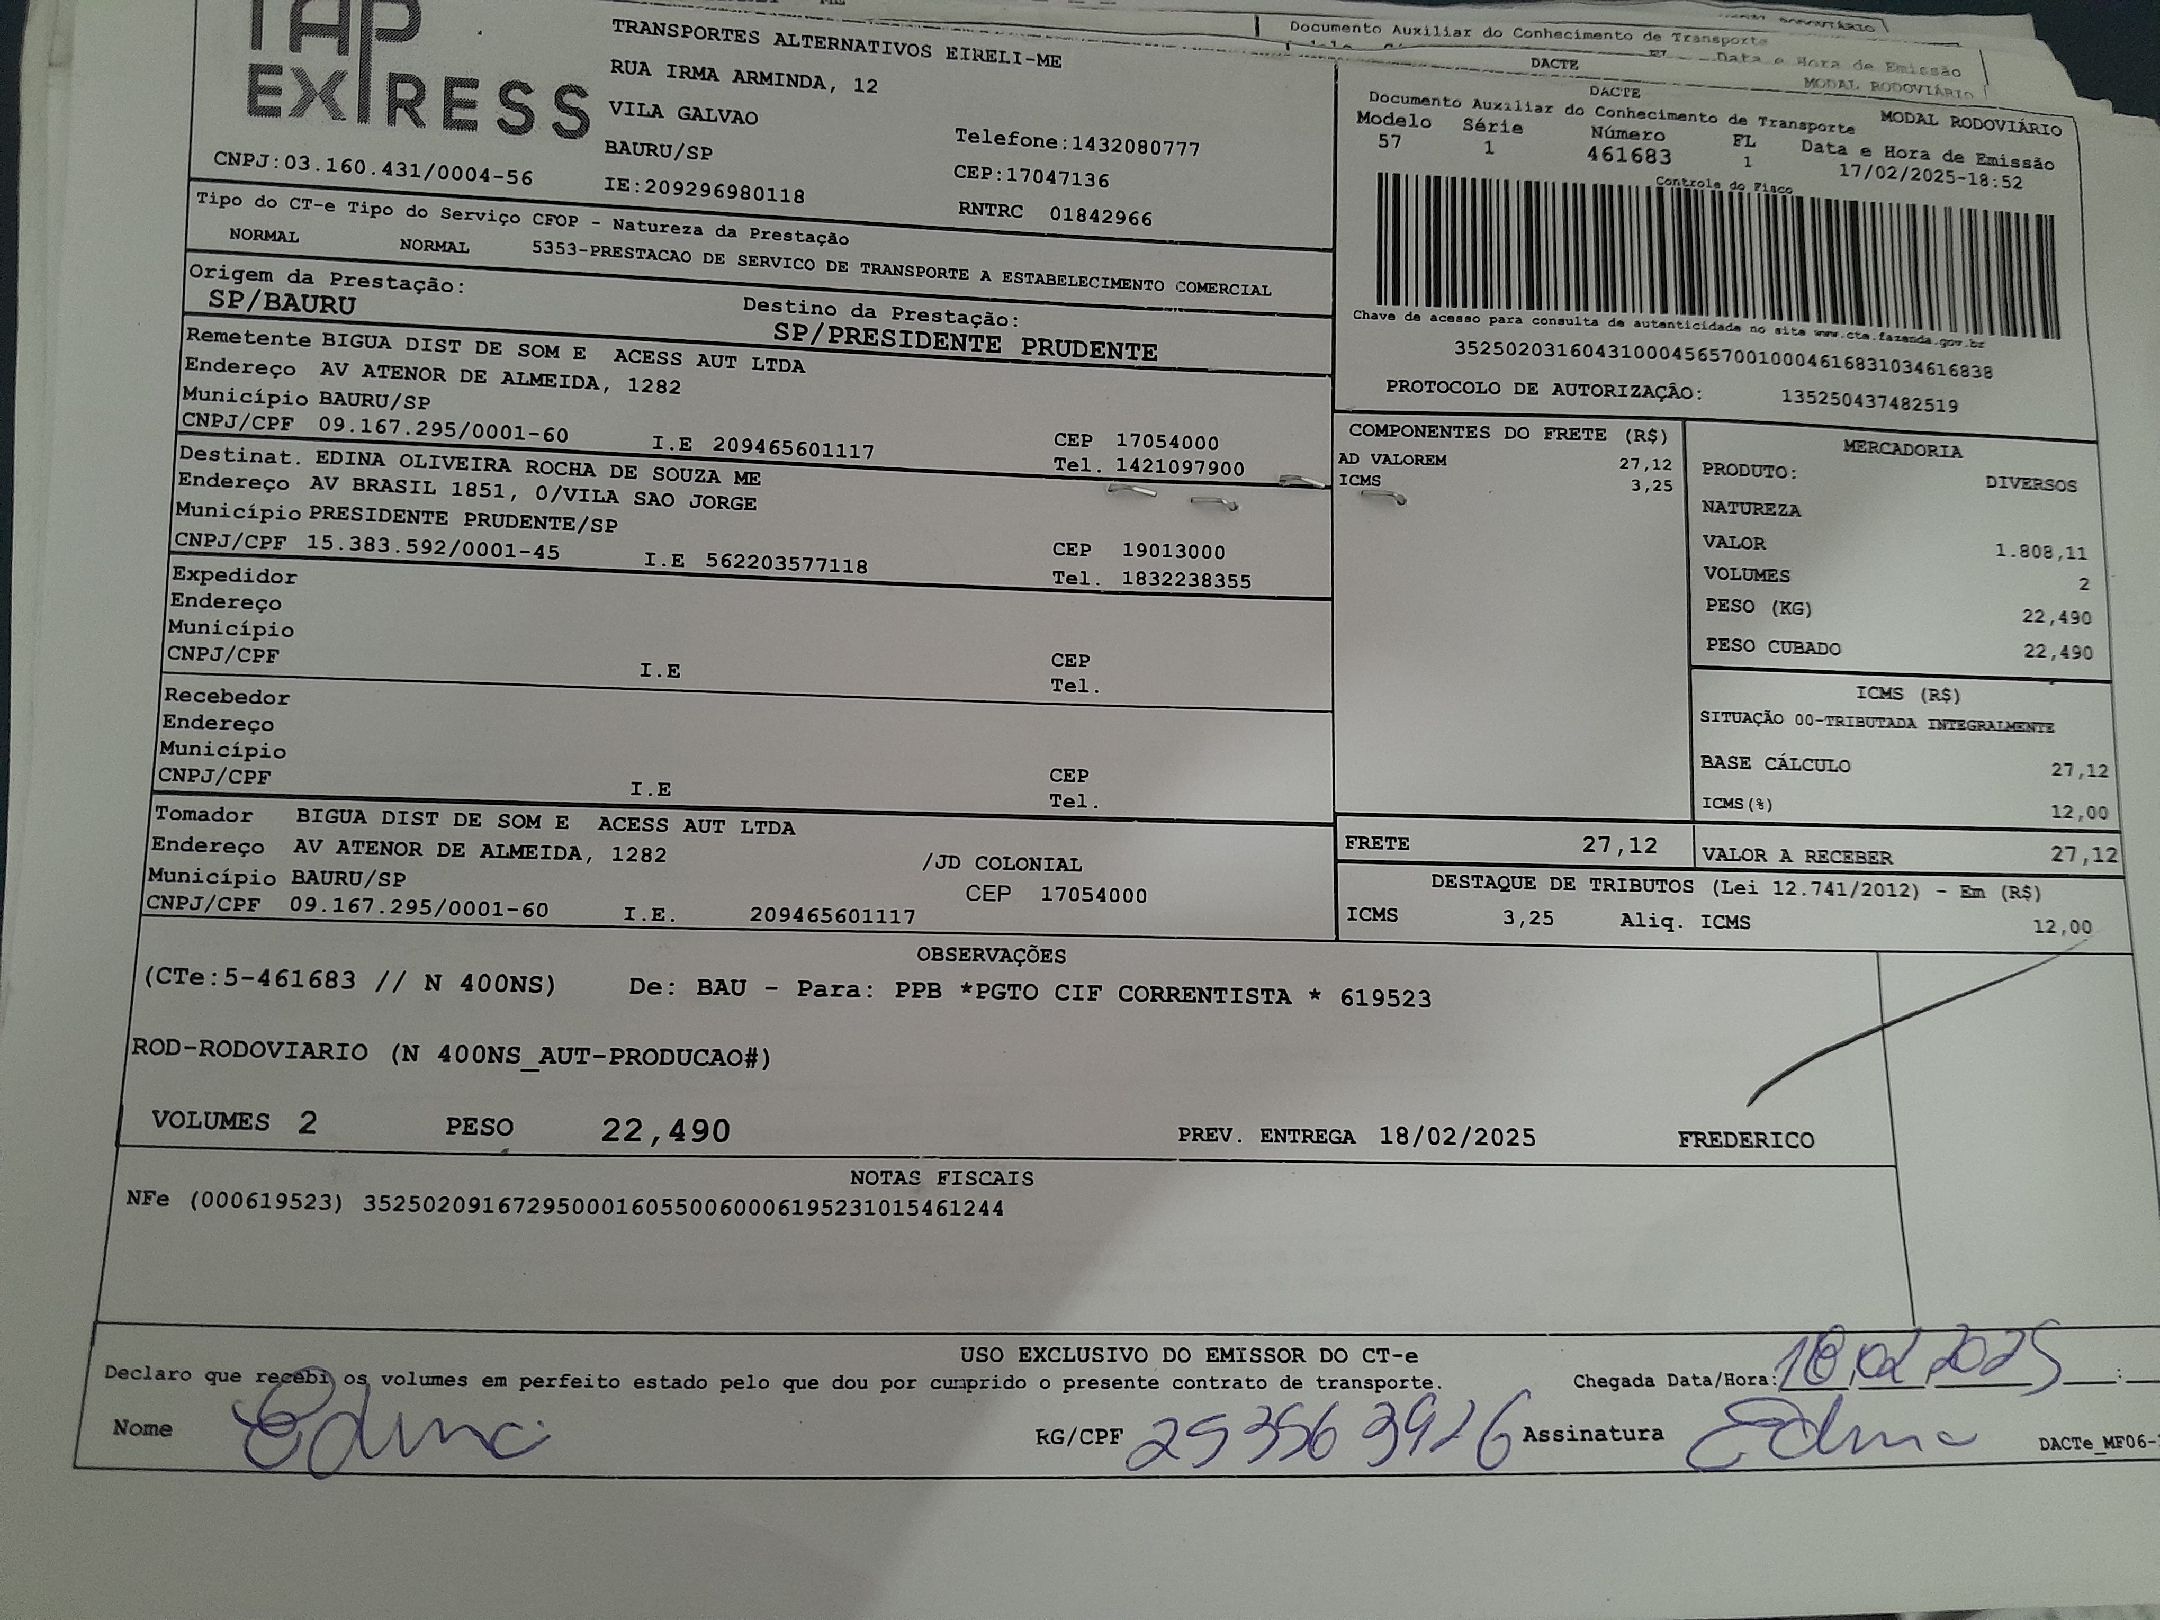 TAP
EXPRESS
CNPJ:03.160.431/0004-56
TRANSPORTES ALTERNATIVOS EIRELI-ME
RUA IRMA ARMINDA, 12
VILA GALVAO
BAURU/SP
IE:209296980118
Telefone:1432080777
CEP:17047136
RNTRC 01842966
Documento Auxiliar do Conhecimento de Transporte
Data e Hora de Emissão
DACTE
MODAL RODOVIÁRIO
DACTE
Documento Auxiliar do Conhecimento de Transporte MODAL RODOVIÁRIO
Modelo Série Número FL Data e Hora de Emissão
57 1 461683 1 17/02/2025-18:52
Controle do Fisco
Chave de acesso para consulta de autenticidade no site www.cte.fazenda.gov.br
35250203160431000456570010004616831034616838
PROTOCOLO DE AUTORIZAÇÃO: 135250437482519
Tipo do CT-e Tipo do Serviço CFOP - Natureza da Prestação
NORMAL NORMAL 5353-PRESTACAO DE SERVICO DE TRANSPORTE A ESTABELECIMENTO COMERCIAL
Origem da Prestação: Destino da Prestação:
SP/BAURU SP/PRESIDENTE PRUDENTE
Remetente BIGUA DIST DE SOM E ACESS AUT LTDA
Endereço AV ATENOR DE ALMEIDA, 1282
Município BAURU/SP CEP 17054000
CNPJ/CPF 09.167.295/0001-60 I.E 209465601117 Tel. 1421097900
Destinat. EDINA OLIVEIRA ROCHA DE SOUZA ME
Endereço AV BRASIL 1851, 0/VILA SAO JORGE
Município PRESIDENTE PRUDENTE/SP CEP 19013000
CNPJ/CPF 15.383.592/0001-45 I.E 562203577118 Tel. 1832238355
Expedidor
Endereço
Município CEP
CNPJ/CPF I.E Tel.
Recebedor
Endereço
Município CEP
CNPJ/CPF I.E Tel.
Tomador BIGUA DIST DE SOM E ACESS AUT LTDA
Endereço AV ATENOR DE ALMEIDA, 1282 /JD COLONIAL
Município BAURU/SP CEP 17054000
CNPJ/CPF 09.167.295/0001-60 I.E. 209465601117
COMPONENTES DO FRETE (R$)
AD VALOREM 27,12
ICMS 3,25
MERCADORIA
PRODUTO: DIVERSOS
NATUREZA
VALOR 1.808,11
VOLUMES 2
PESO (KG) 22,490
PESO CUBADO 22,490
ICMS (R$)
SITUAÇÃO 00-TRIBUTADA INTEGRALMENTE
BASE CÁLCULO 27,12
ICMS(%) 12,00
FRETE 27,12 VALOR A RECEBER 27,12
DESTAQUE DE TRIBUTOS (Lei 12.741/2012) - Em (R$)
ICMS 3,25 Aliq. ICMS 12,00
OBSERVAÇÕES
(CTe:5-461683 // N 400NS) De: BAU - Para: PPB *PGTO CIF CORRENTISTA * 619523
ROD-RODOVIARIO (N 400NS_AUT-PRODUCAO#)
VOLUMES 2 PESO 22,490 PREV. ENTREGA 18/02/2025 FREDERICO
NOTAS FISCAIS
NFe (000619523) 35250209167295000160550060006195231015461244
USO EXCLUSIVO DO EMISSOR DO CT-e
Declaro que recebi os volumes em perfeito estado pelo que dou por cumprido o presente contrato de transporte. Chegada Data/Hora: 18 02 2025 :
Nome Edina RG/CPF 253563926 Assinatura Edina DACTe_MF06-